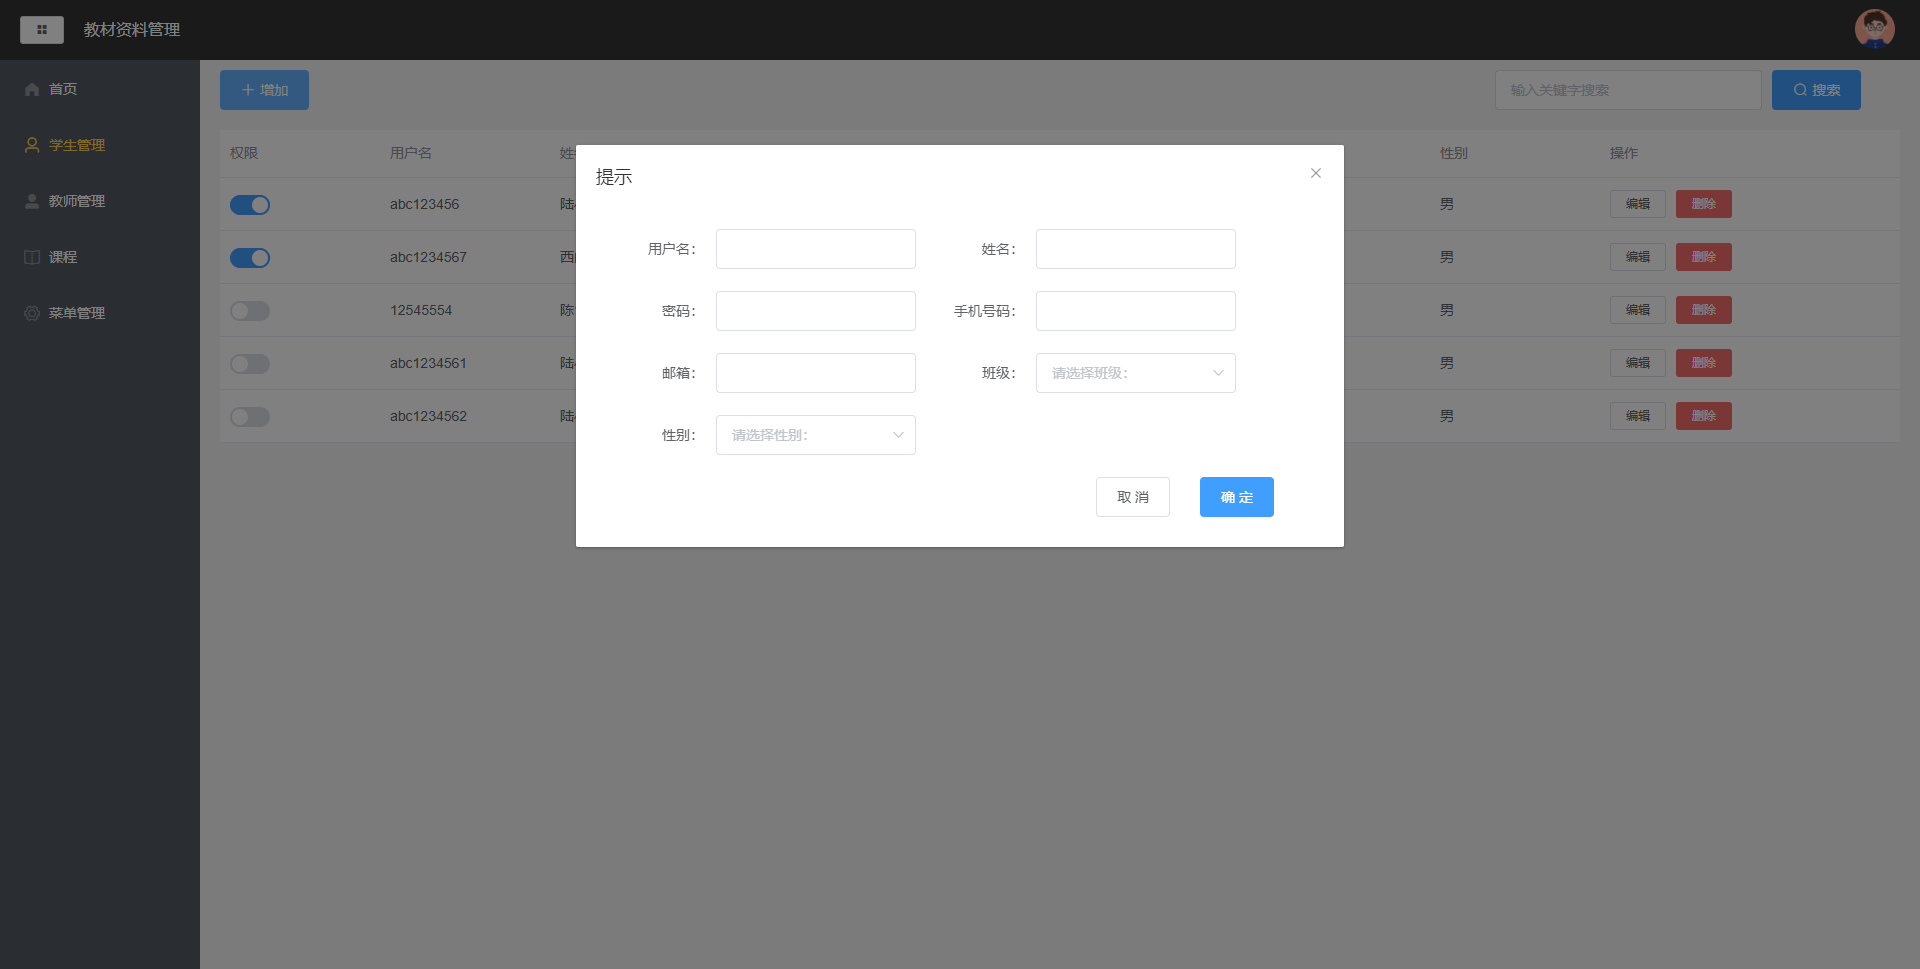 教材资料管理
首页
学生管理
教师管理
课程
菜单管理
增加
输入关键字搜索
搜索
权限 用户名 性别 操作
abc123456 陆 男 编辑 删除
abc1234567 西 男 编辑 删除
12545554 陈 男 编辑 删除
abc1234561 陆 男 编辑 删除
abc1234562 陆 男 编辑 删除
提示
用户名： 姓名：
密码： 手机号码：
邮箱： 班级： 请选择班级：
性别： 请选择性别：
取 消 确 定